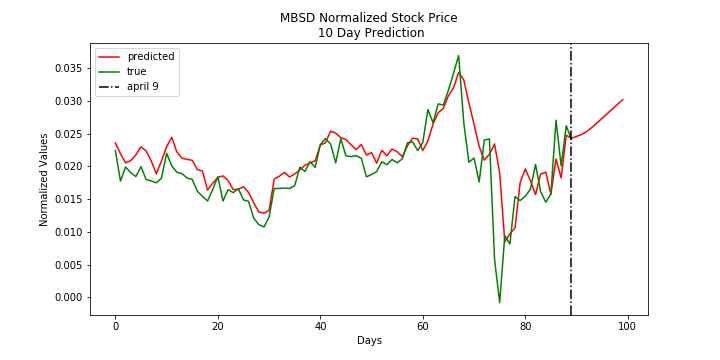 MBSD Normalized Stock Price
10 Day Prediction
predicted
true
april 9
Normalized Values
0.035
0.030
0.025
0.020
0.015
0.010
0.005
0.000
0
20
40
60
80
100
Days